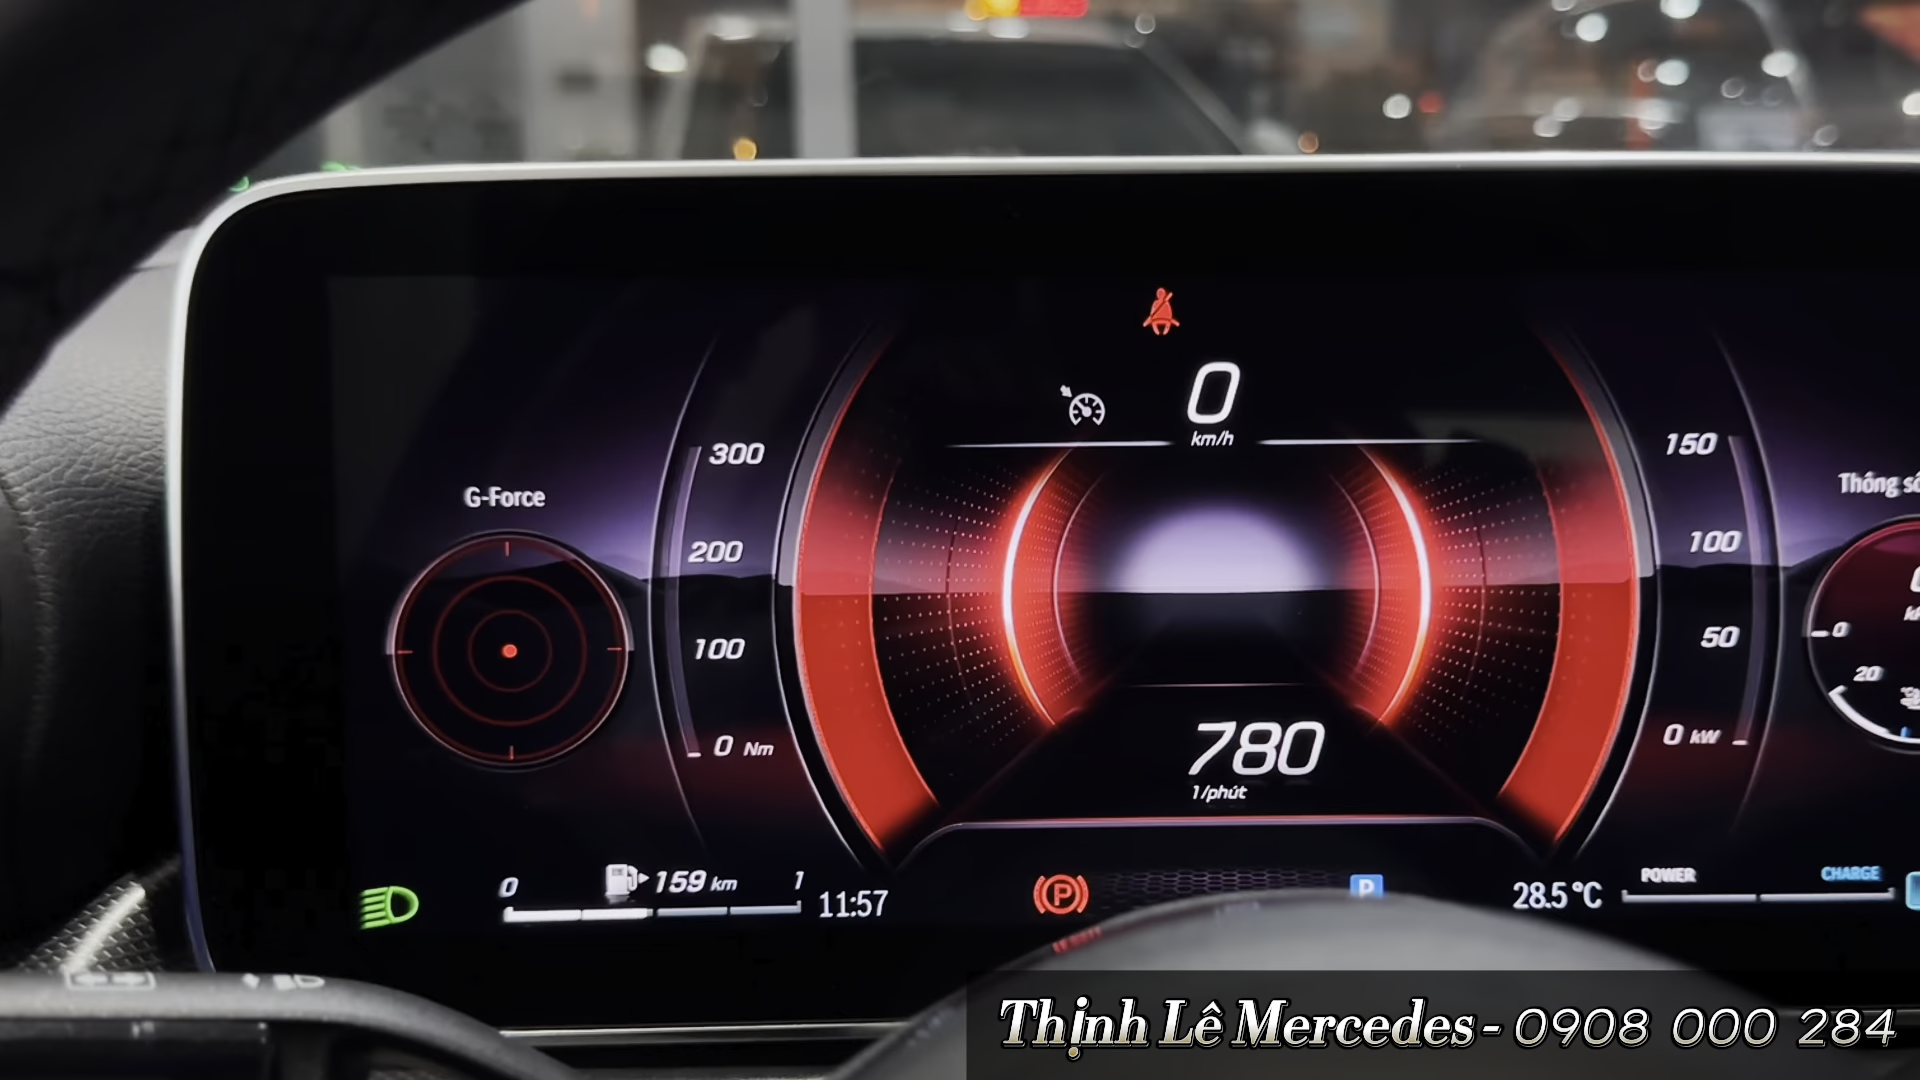 0
km/h
300
150
G-Force
Thông số
200
100
100
50
0
20
0 Nm
0 kW
780
1/phút
POWER
CHARGE
0
159 km
1
11:57
P
P
28.5°C
Thịnh Lê Mercedes - 0908 000 284